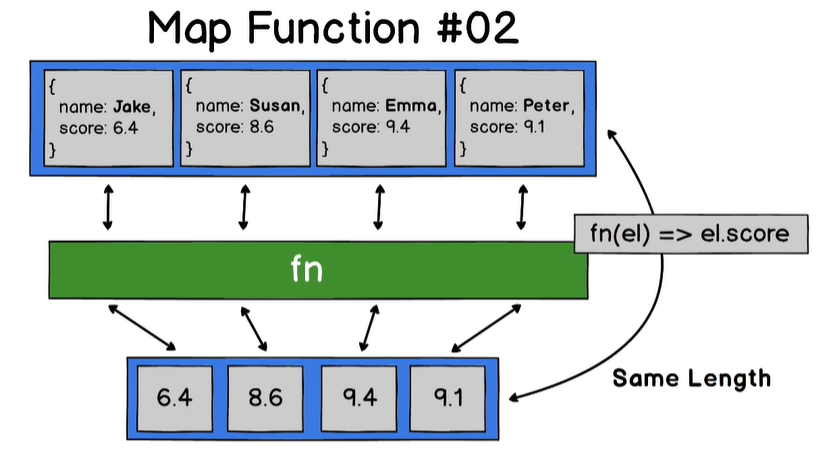 Map Function #02
{
name: Jake,
score: 6.4
}
{
name: Susan,
score: 8.6
}
{
name: Emma,
score: 9.4
}
{
name: Peter,
score: 9.1
}
fn(el) => el.score
fn
6.4
8.6
9.4
9.1
Same Length